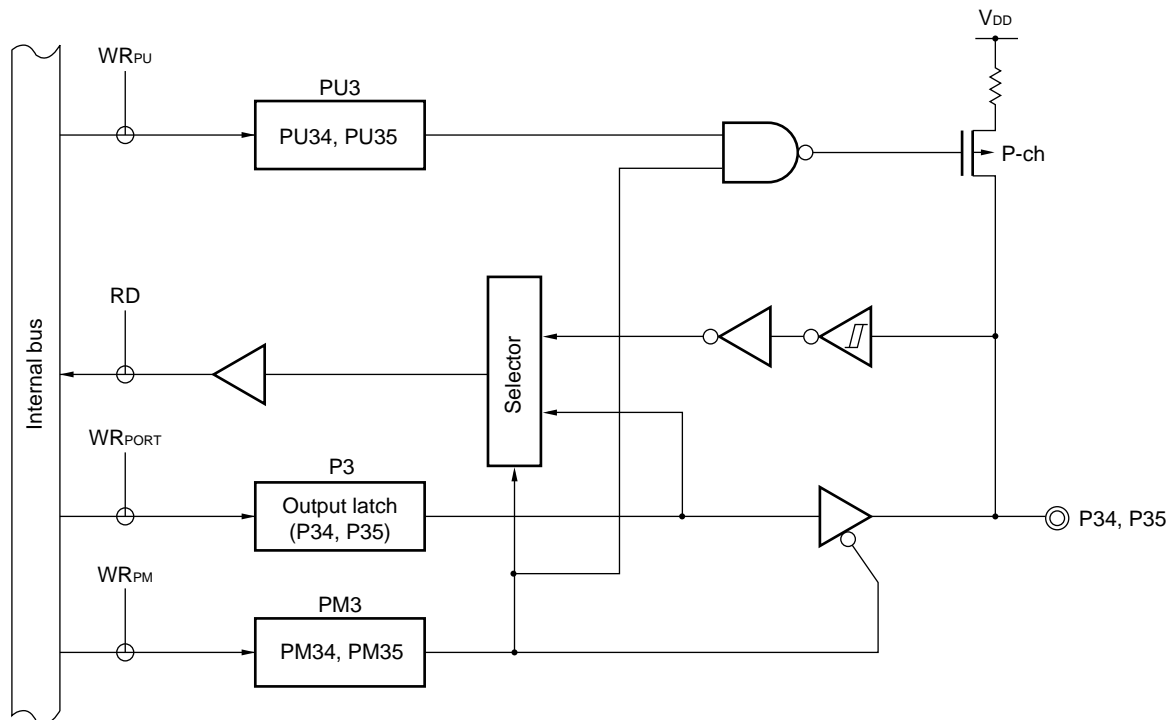 VDD
WRPU
PU3
PU34, PU35
P-ch
RD
Selector
Internal bus
WRPORT
P3
Output latch
(P34, P35)
P34, P35
WRPM
PM3
PM34, PM35